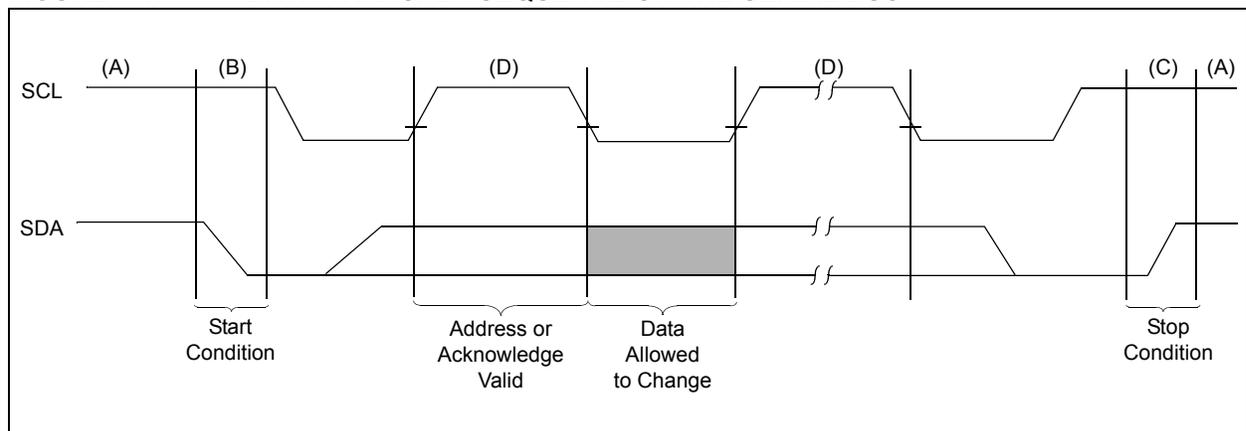 (A) (B) (D) (D) (C) (A)
SCL
SDA
Start
Condition
Address or
Acknowledge
Valid
Data
Allowed
to Change
Stop
Condition